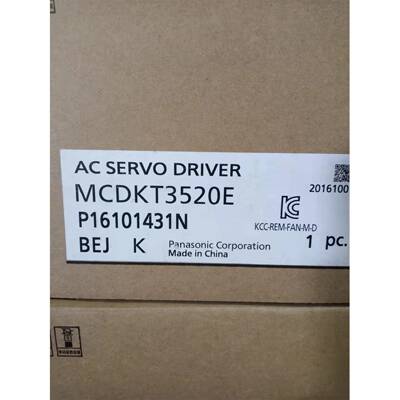 AC SERVO DRIVER
MCDKT3520E
2016100
P16101431N
KCC-REM-FAN-M-D
BEJ K Panasonic Corporation 1 pc.
Made in China